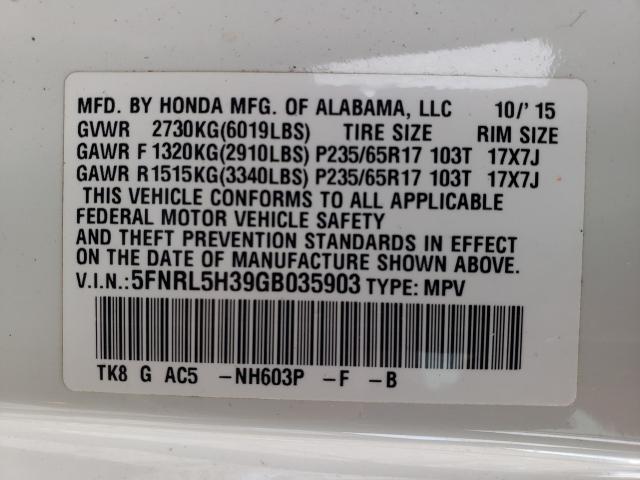 MFD. BY HONDA MFG. OF ALABAMA, LLC 10/'15
GVWR 2730KG(6019LBS) TIRE SIZE RIM SIZE
GAWR F 1320KG(2910LBS) P235/65R17 103T 17X7J
GAWR R 1515KG(3340LBS) P235/65R17 103T 17X7J
THIS VEHICLE CONFORMS TO ALL APPLICABLE
FEDERAL MOTOR VEHICLE SAFETY
AND THEFT PREVENTION STANDARDS IN EFFECT
ON THE DATE OF MANUFACTURE SHOWN ABOVE.
V.I.N.:5FNRL5H39GB035903 TYPE: MPV
TK8 G AC5 -NH603P -F -B